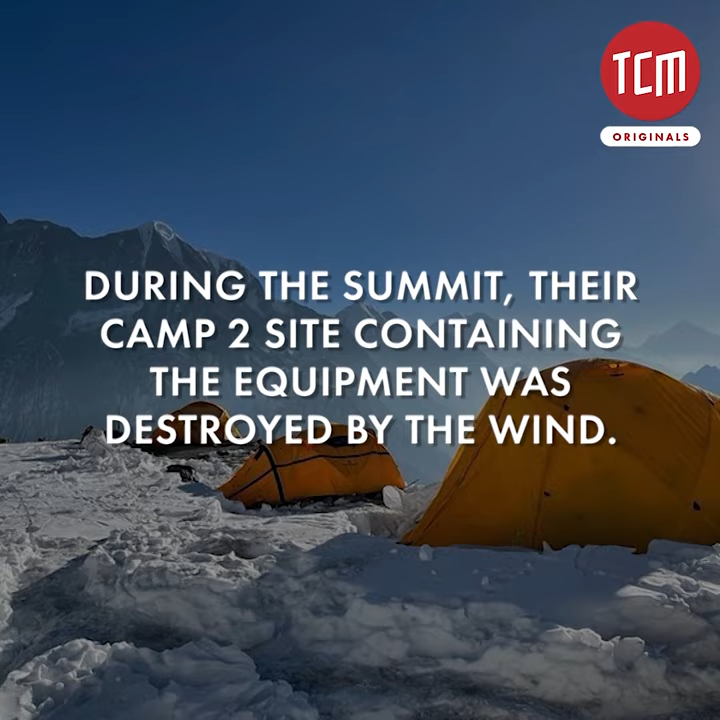 TCM
ORIGINALS
DURING THE SUMMIT, THEIR
CAMP 2 SITE CONTAINING
THE EQUIPMENT WAS
DESTROYED BY THE WIND.